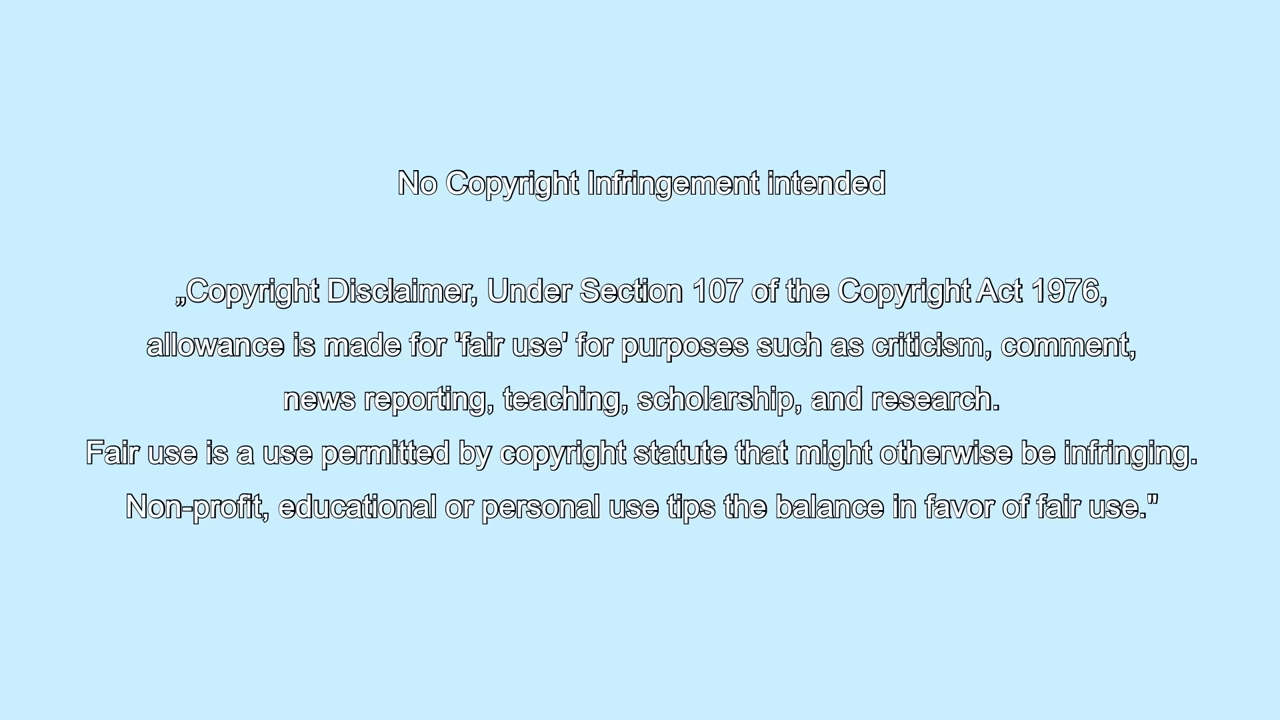 No Copyright Infringement intended
„Copyright Disclaimer, Under Section 107 of the Copyright Act 1976,
allowance is made for 'fair use' for purposes such as criticism, comment,
news reporting, teaching, scholarship, and research.
Fair use is a use permitted by copyright statute that might otherwise be infringing.
Non-profit, educational or personal use tips the balance in favor of fair use."